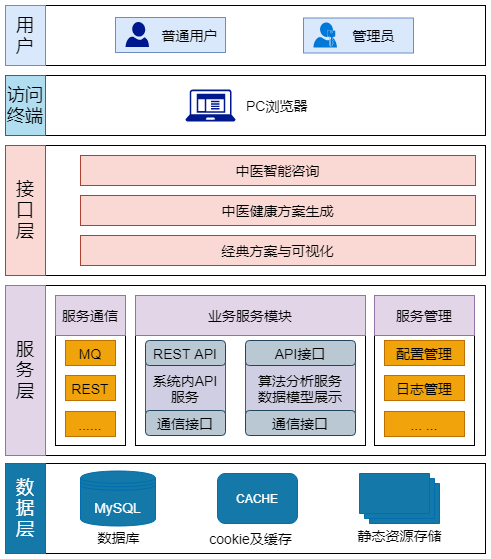 用户
普通用户
管理员
访问
终端
PC浏览器
接口层
中医智能咨询
中医健康方案生成
经典方案与可视化
服务层
服务通信
MQ
REST
......
业务服务模块
REST API
系统内API
服务
通信接口
API接口
算法分析服务
数据模型展示
通信接口
服务管理
配置管理
日志管理
... ...
数据层
MySQL
数据库
CACHE
cookie及缓存
静态资源存储